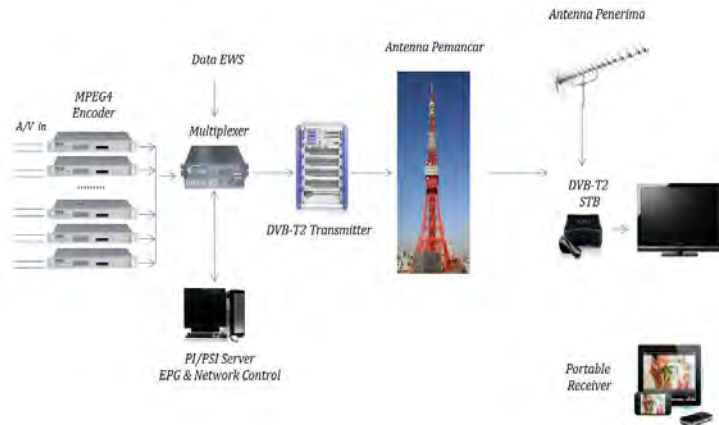 Antenna Penerima
Data EWS
Antenna Pemancar
MPEG4
Encoder
A/V in
Multiplexer
DVB-T2
STB
DVB-T2 Transmitter
PI/PSI Server
EPG & Network Control
Portable
Receiver